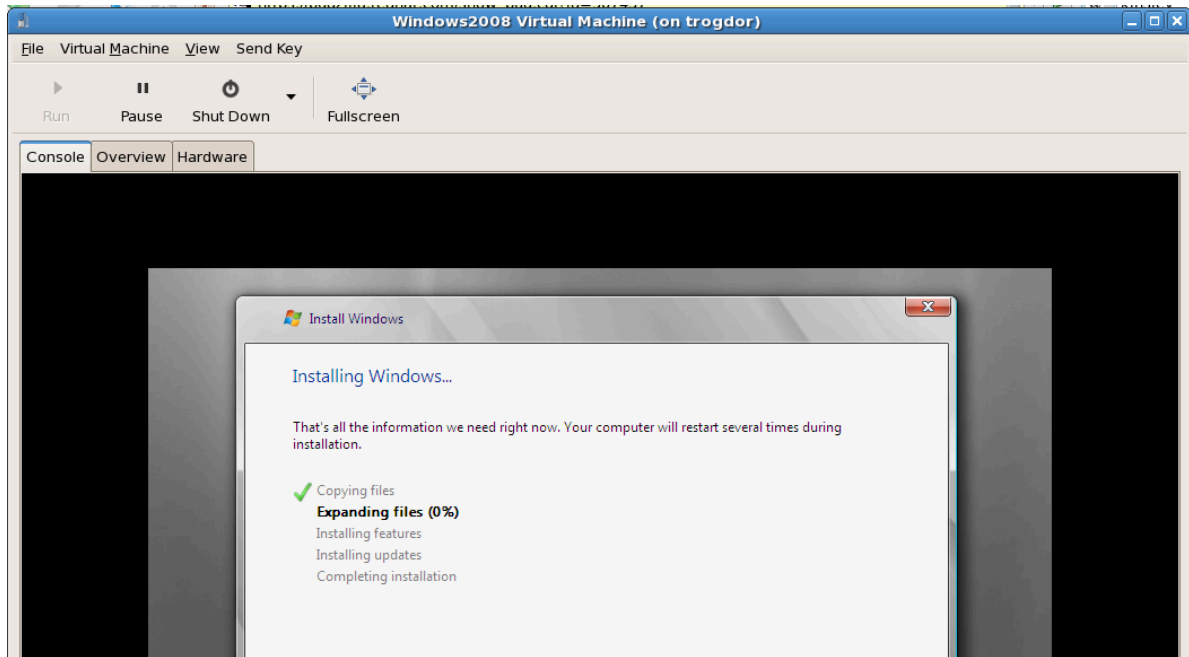 Windows2008 Virtual Machine (on trogdor)
File Virtual Machine View Send Key
Run Pause Shut Down Fullscreen
Console Overview Hardware
Install Windows
Installing Windows...
That's all the information we need right now. Your computer will restart several times during
installation.
Copying files
Expanding files (0%)
Installing features
Installing updates
Completing installation